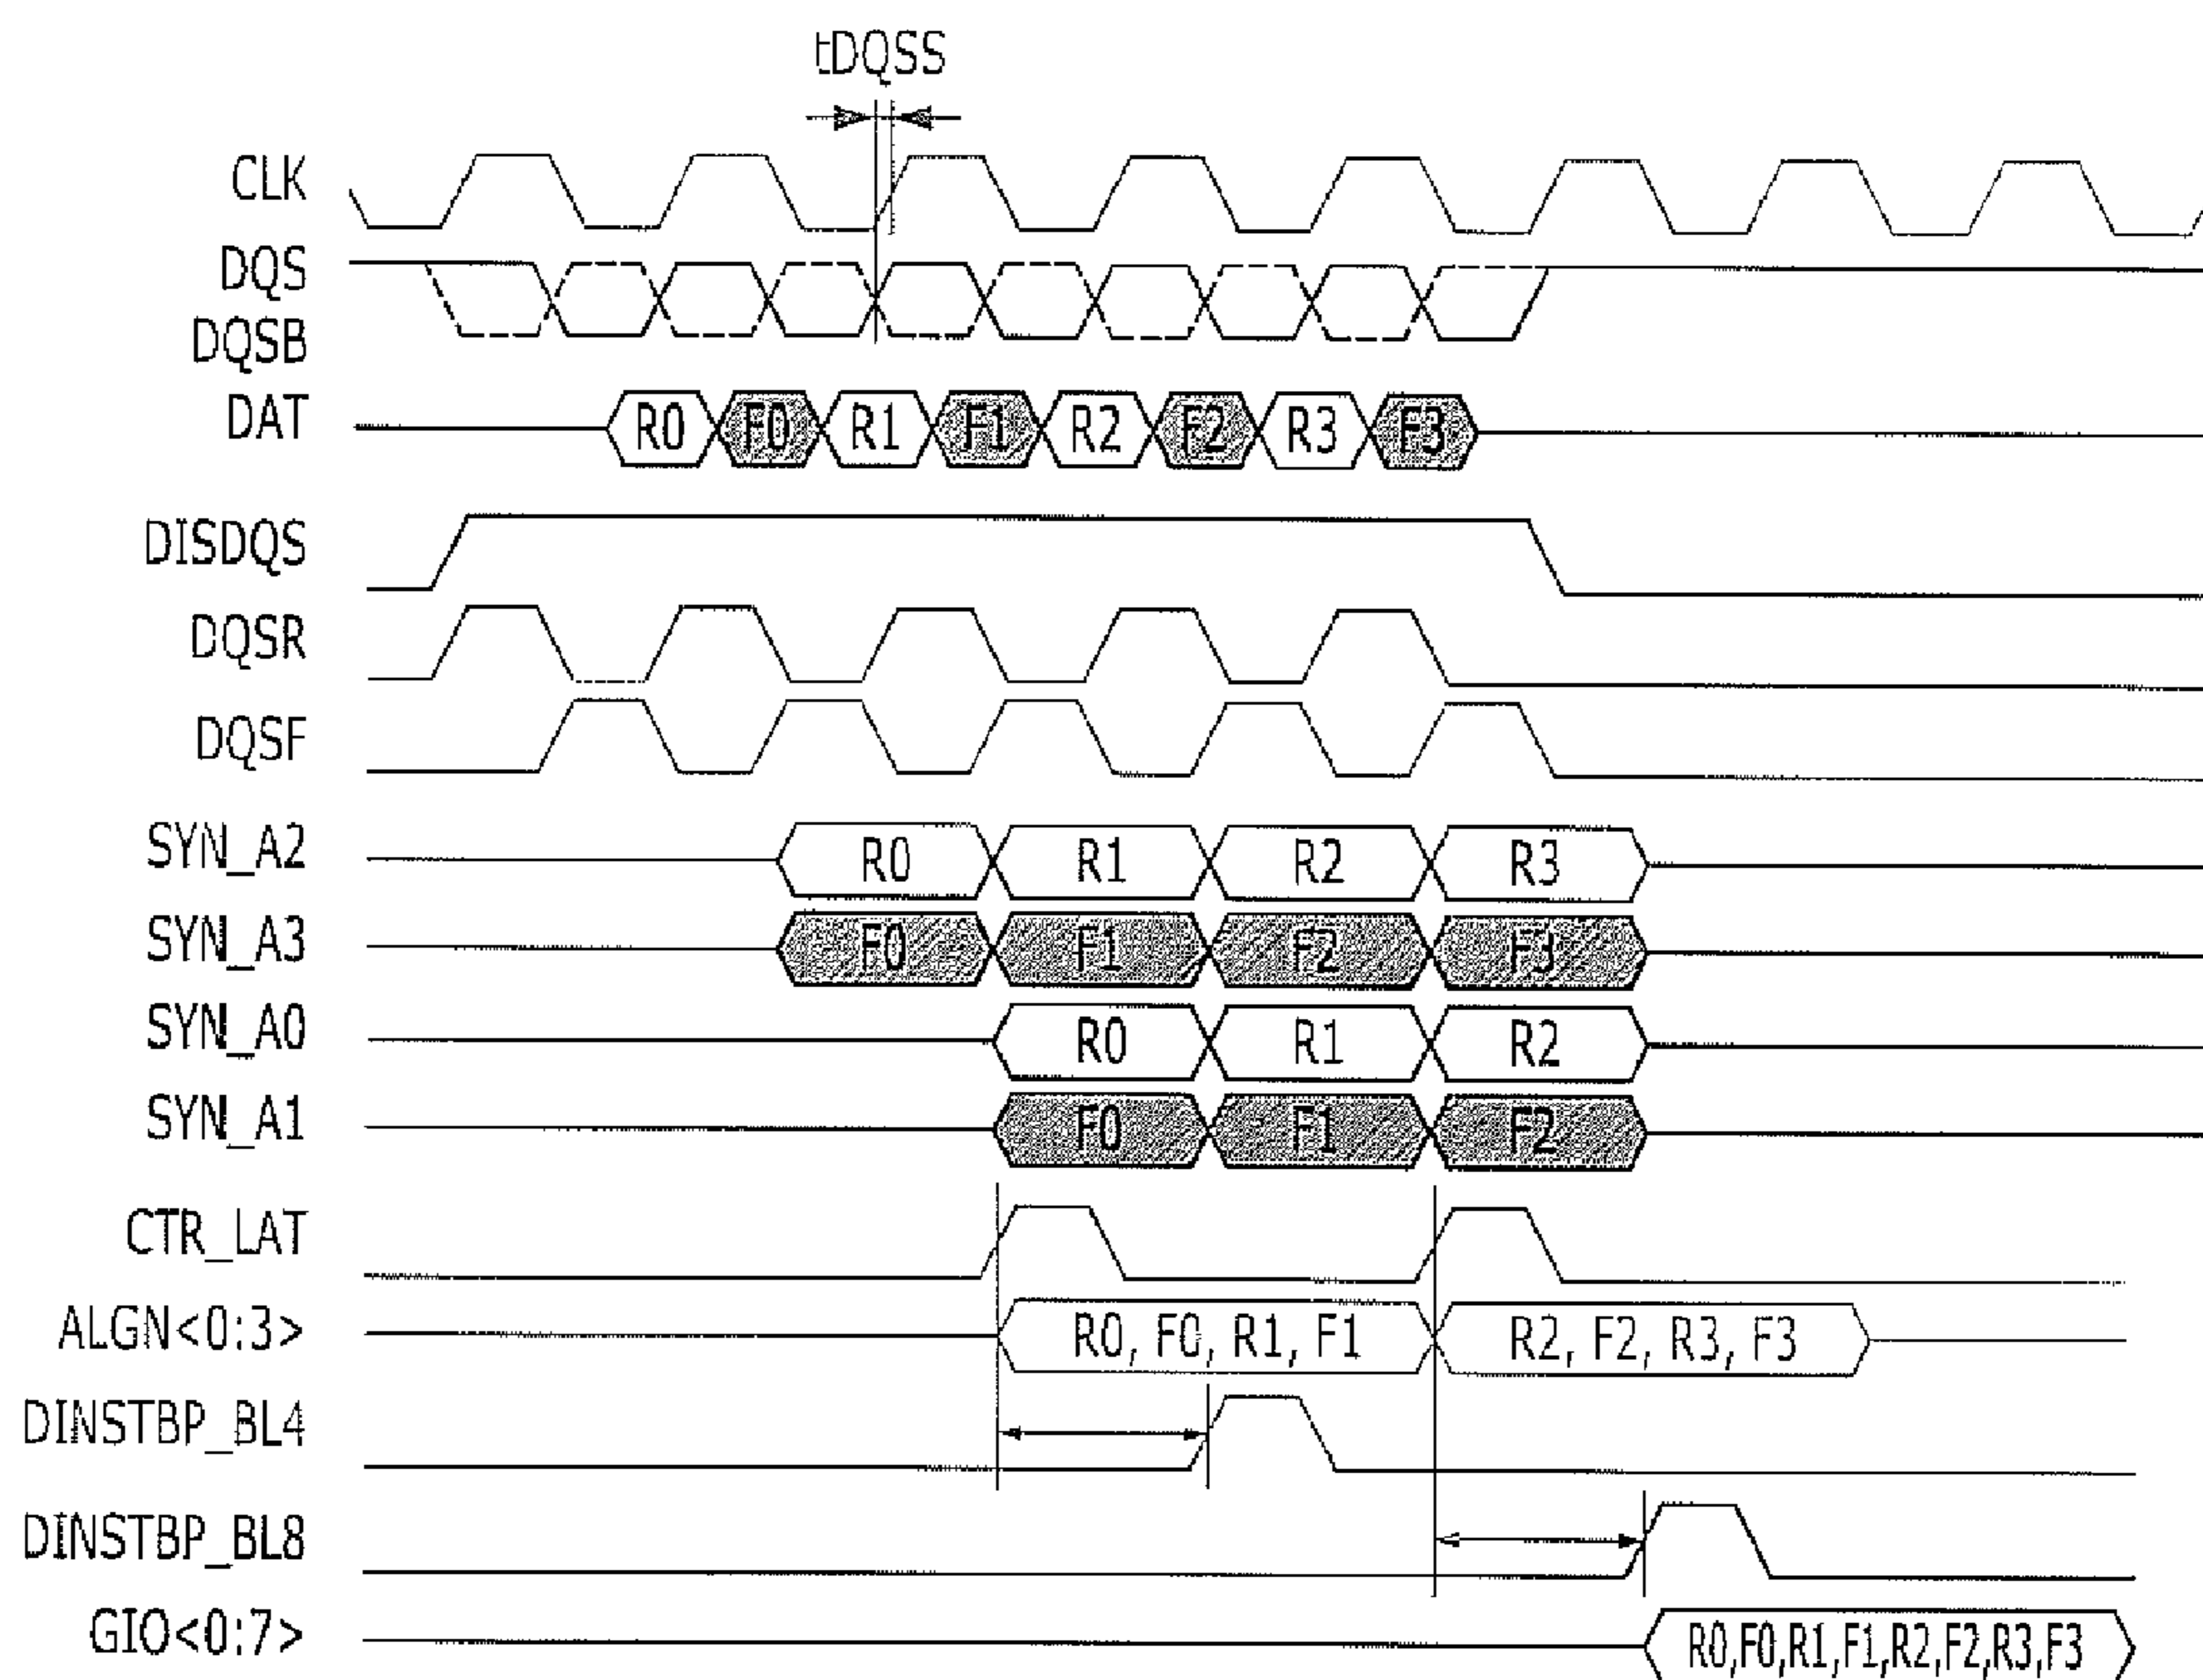 tDQSS
CLK
DQS
DQSB
DAT R0 F0 R1 F1 R2 F2 R3 F3
DISDQS
DQSR
DQSF
SYN_A2 R0 R1 R2 R3
SYN_A3 F0 F1 F2 F3
SYN_A0 R0 R1 R2
SYN_A1 F0 F1 F2
CTR_LAT
ALGN<0:3> R0, F0, R1, F1 R2, F2, R3, F3
DINSTBP_BL4
DINSTBP_BL8
GIO<0:7> R0,F0,R1,F1,R2,F2,R3,F3